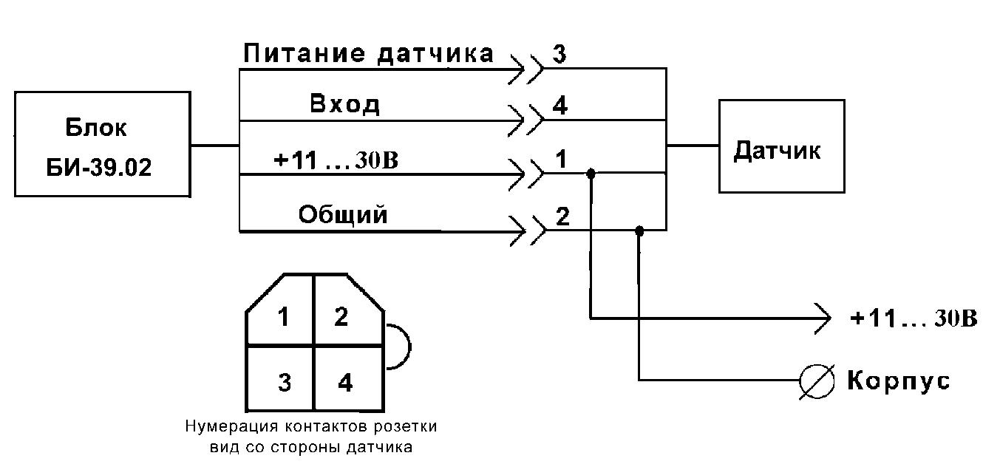 Питание датчика
3
Вход
4
Блок
БИ-39.02
+11 ... 30В
1
Датчик
Общий
2
1
2
3
4
+11... 30В
Корпус
Нумерация контактов розетки
вид со стороны датчика